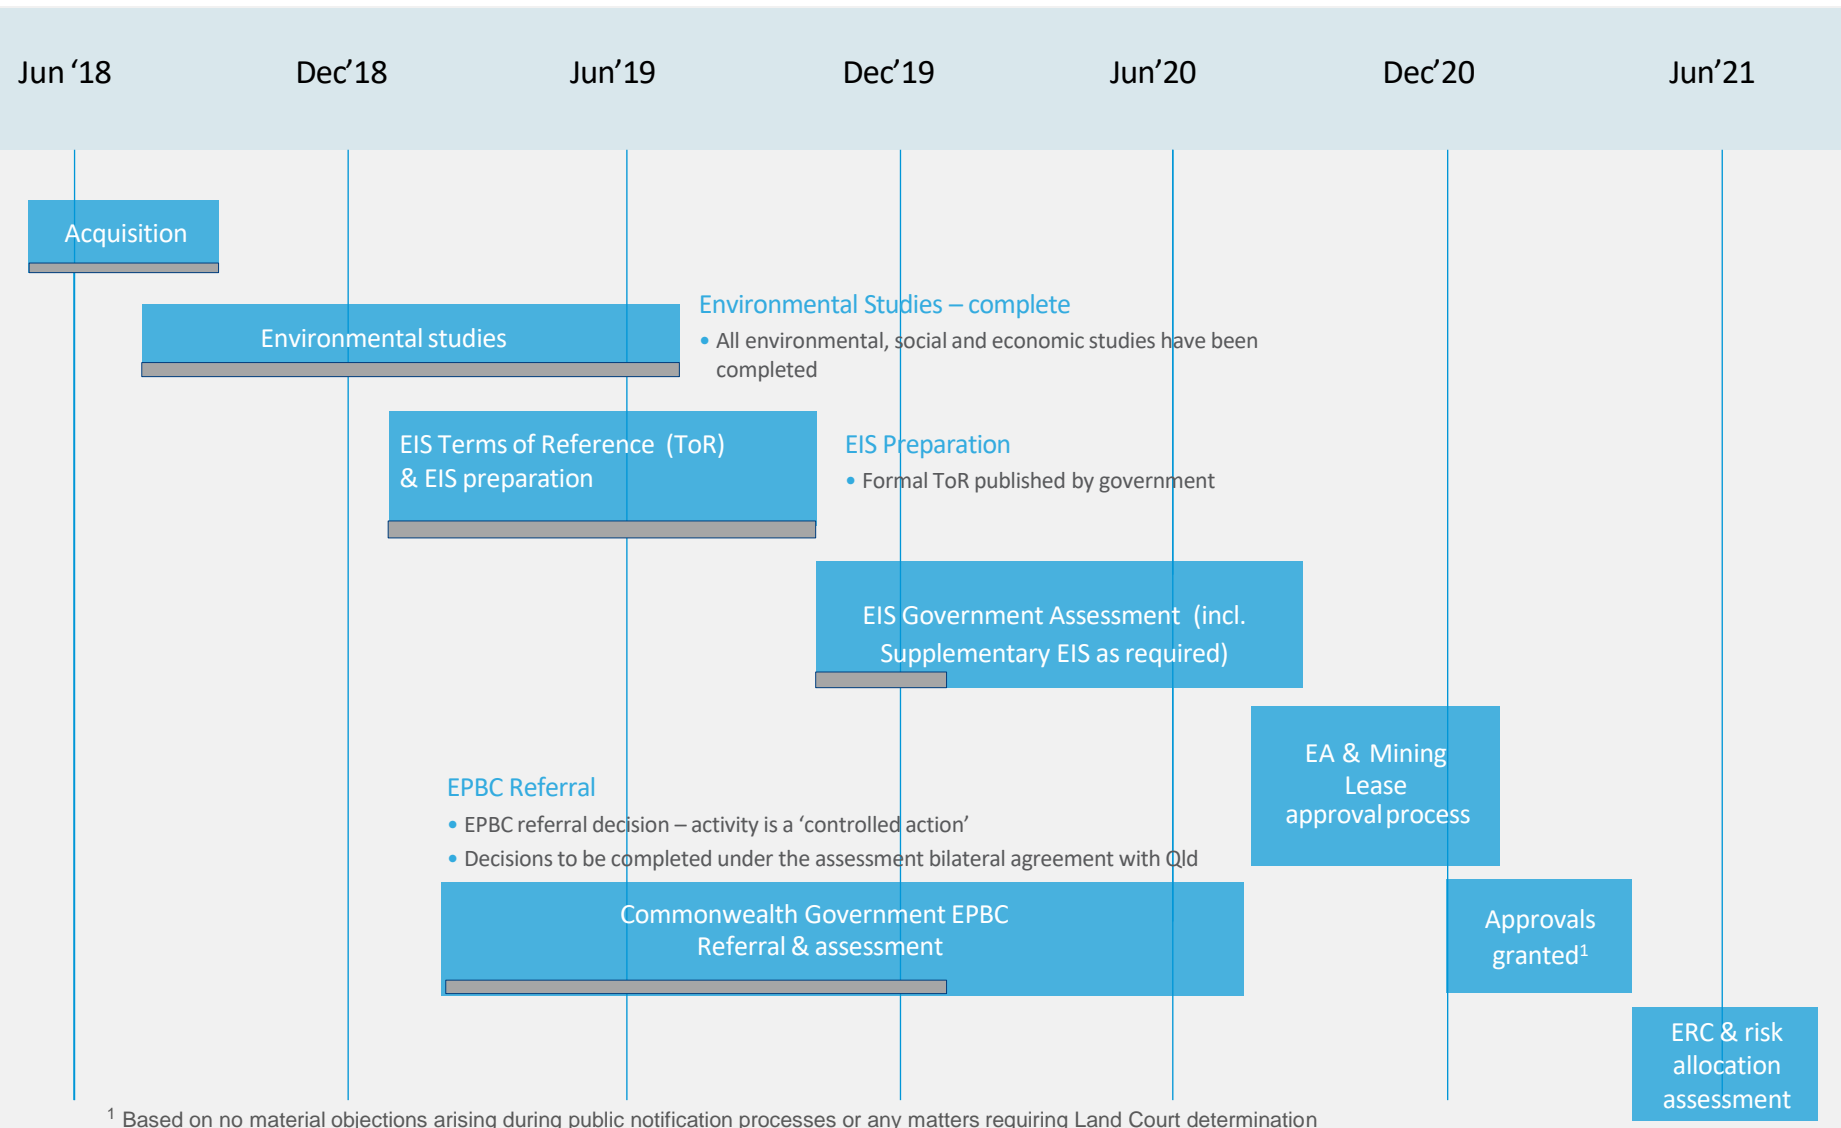 Jun ‘18 Dec’18 Jun’19 Dec’19 Jun’20 Dec’20 Jun’21
Acquisition
Environmental studies
Environmental Studies – complete
• All environmental, social and economic studies have been
completed
EIS Terms of Reference (ToR)
& EIS preparation
EIS Preparation
• Formal ToR published by government
EIS Government Assessment (incl.
Supplementary EIS as required)
EA & Mining
Lease
approval process
EPBC Referral
• EPBC referral decision – activity is a ‘controlled action’
• Decisions to be completed under the assessment bilateral agreement with Qld
Commonwealth Government EPBC
Referral & assessment
Approvals
granted¹
ERC & risk
allocation
assessment
¹ Based on no material objections arising during public notification processes or any matters requiring Land Court determination